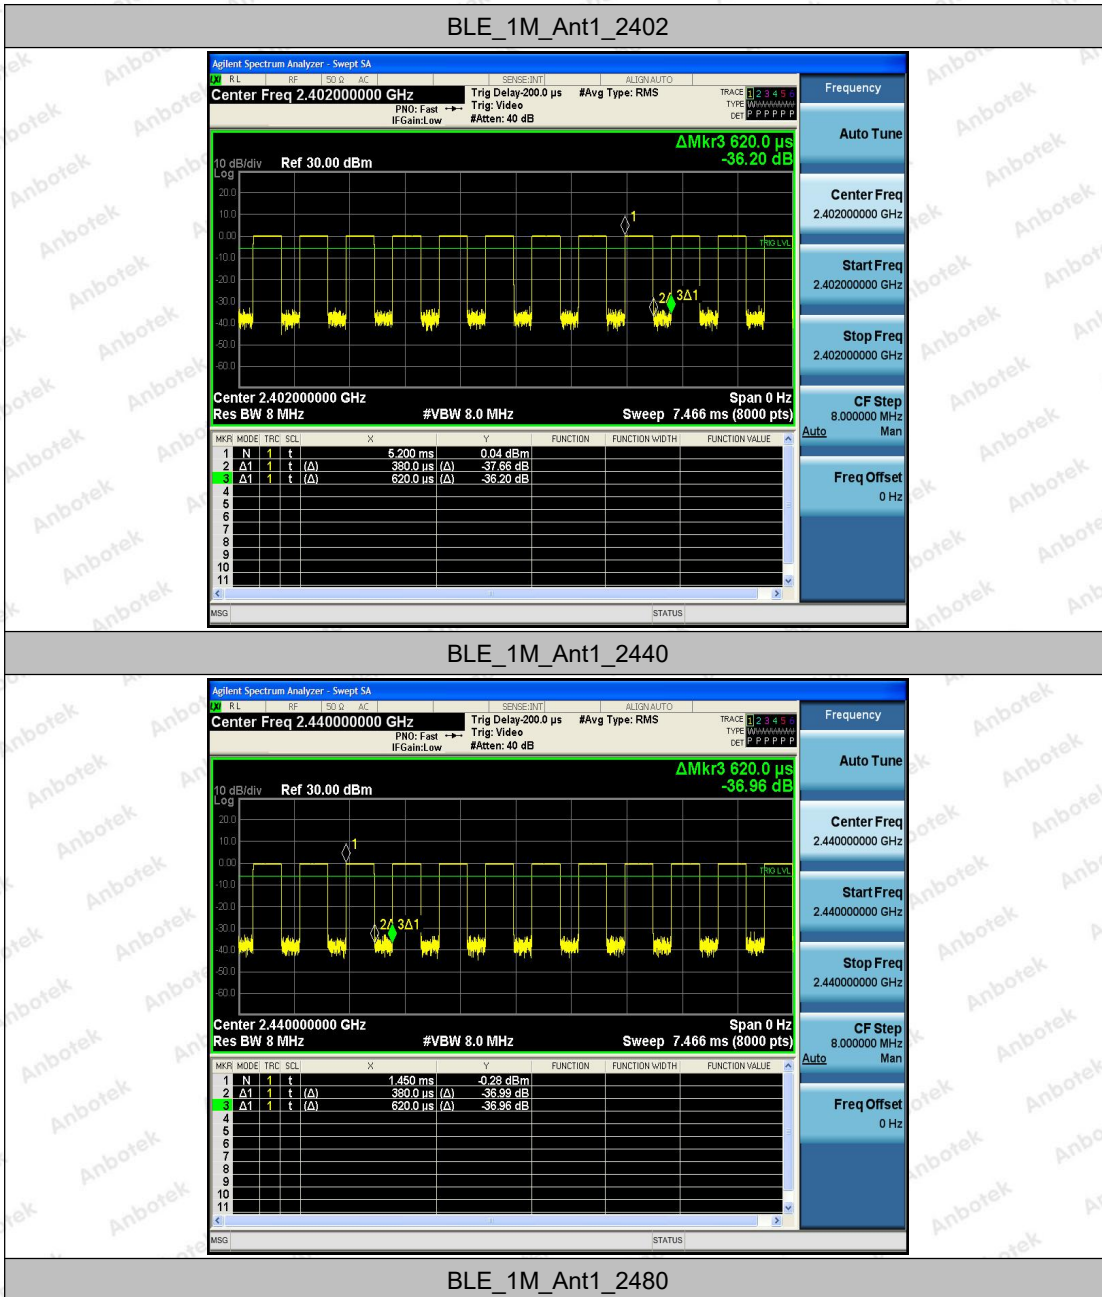 BLE_1M_Ant1_2402
Agilent Spectrum Analyzer - Swept SA
LXI RL RF 50 Ω AC SENSE:INT ALIGNAUTO
Center Freq 2.402000000 GHz
PNO: Fast
IFGain:Low
Trig Delay-200.0 µs
Trig: Video
#Atten: 40 dB
#Avg Type: RMS
TRACE 1 2 3 4 5 6
TYPE WWWWWW
DET P P P P P P
ΔMkr3 620.0 µs
-36.20 dB
10 dB/div Ref 30.00 dBm
Log
20.0
10.0
0.00
-10.0
-20.0
-30.0
-40.0
-50.0
-60.0
1
TRIG LVL
2Δ 3Δ1
Center 2.402000000 GHz Span 0 Hz
Res BW 8 MHz #VBW 8.0 MHz Sweep 7.466 ms (8000 pts)
MKR MODE TRC SCL X Y FUNCTION FUNCTION WIDTH FUNCTION VALUE
1 N 1 t 5.200 ms 0.04 dBm
2 Δ1 1 t (Δ) 380.0 µs (Δ) -37.66 dB
3 Δ1 1 t (Δ) 620.0 µs (Δ) -36.20 dB
4
5
6
7
8
9
10
11
MSG STATUS
Frequency
Auto Tune
Center Freq
2.402000000 GHz
Start Freq
2.402000000 GHz
Stop Freq
2.402000000 GHz
CF Step
8.000000 MHz
Auto Man
Freq Offset
0 Hz
BLE_1M_Ant1_2440
Agilent Spectrum Analyzer - Swept SA
LXI RL RF 50 Ω AC SENSE:INT ALIGNAUTO
Center Freq 2.440000000 GHz
PNO: Fast
IFGain:Low
Trig Delay-200.0 µs
Trig: Video
#Atten: 40 dB
#Avg Type: RMS
TRACE 1 2 3 4 5 6
TYPE WWWWWW
DET P P P P P P
ΔMkr3 620.0 µs
-36.96 dB
10 dB/div Ref 30.00 dBm
Log
20.0
10.0
0.00
-10.0
-20.0
-30.0
-40.0
-50.0
-60.0
1
TRIG LVL
2Δ 3Δ1
Center 2.440000000 GHz Span 0 Hz
Res BW 8 MHz #VBW 8.0 MHz Sweep 7.466 ms (8000 pts)
MKR MODE TRC SCL X Y FUNCTION FUNCTION WIDTH FUNCTION VALUE
1 N 1 t 1.450 ms -0.28 dBm
2 Δ1 1 t (Δ) 380.0 µs (Δ) -36.99 dB
3 Δ1 1 t (Δ) 620.0 µs (Δ) -36.96 dB
4
5
6
7
8
9
10
11
MSG STATUS
Frequency
Auto Tune
Center Freq
2.440000000 GHz
Start Freq
2.440000000 GHz
Stop Freq
2.440000000 GHz
CF Step
8.000000 MHz
Auto Man
Freq Offset
0 Hz
BLE_1M_Ant1_2480
Anbotek